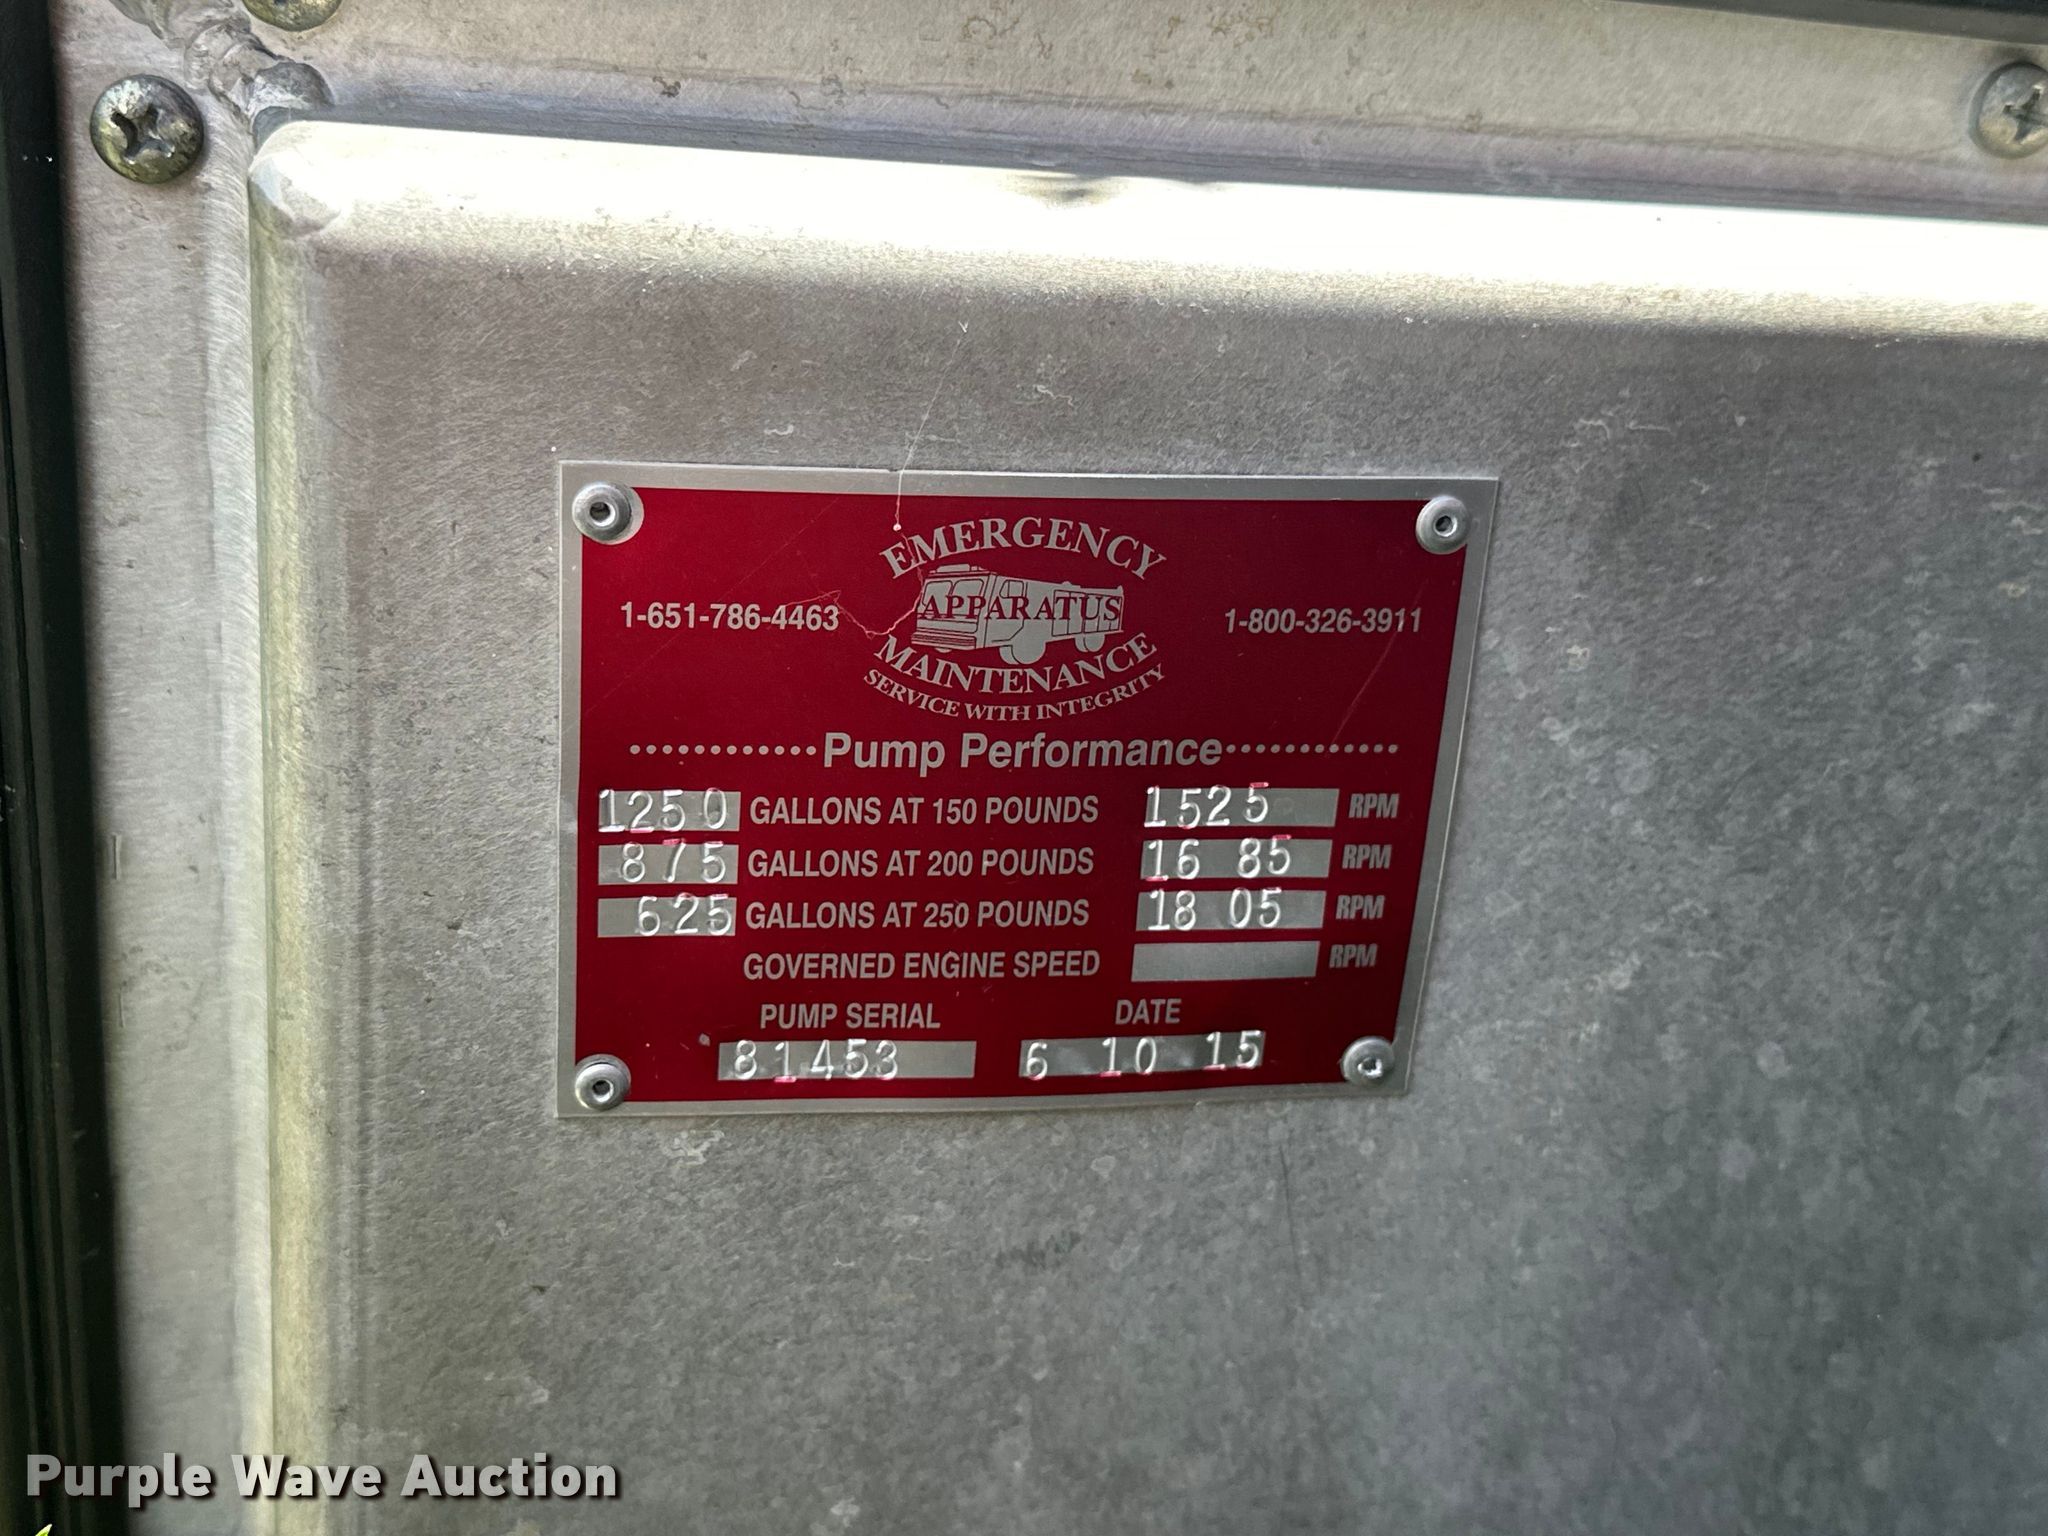 EMERGENCY
APPARATUS
MAINTENANCE
SERVICE WITH INTEGRITY
1-651-786-4463
1-800-326-3911
Pump Performance
1250 GALLONS AT 150 POUNDS 1525 RPM
875 GALLONS AT 200 POUNDS 16 85 RPM
625 GALLONS AT 250 POUNDS 18 05 RPM
GOVERNED ENGINE SPEED RPM
PUMP SERIAL DATE
81453 6 10 15
Purple Wave Auction